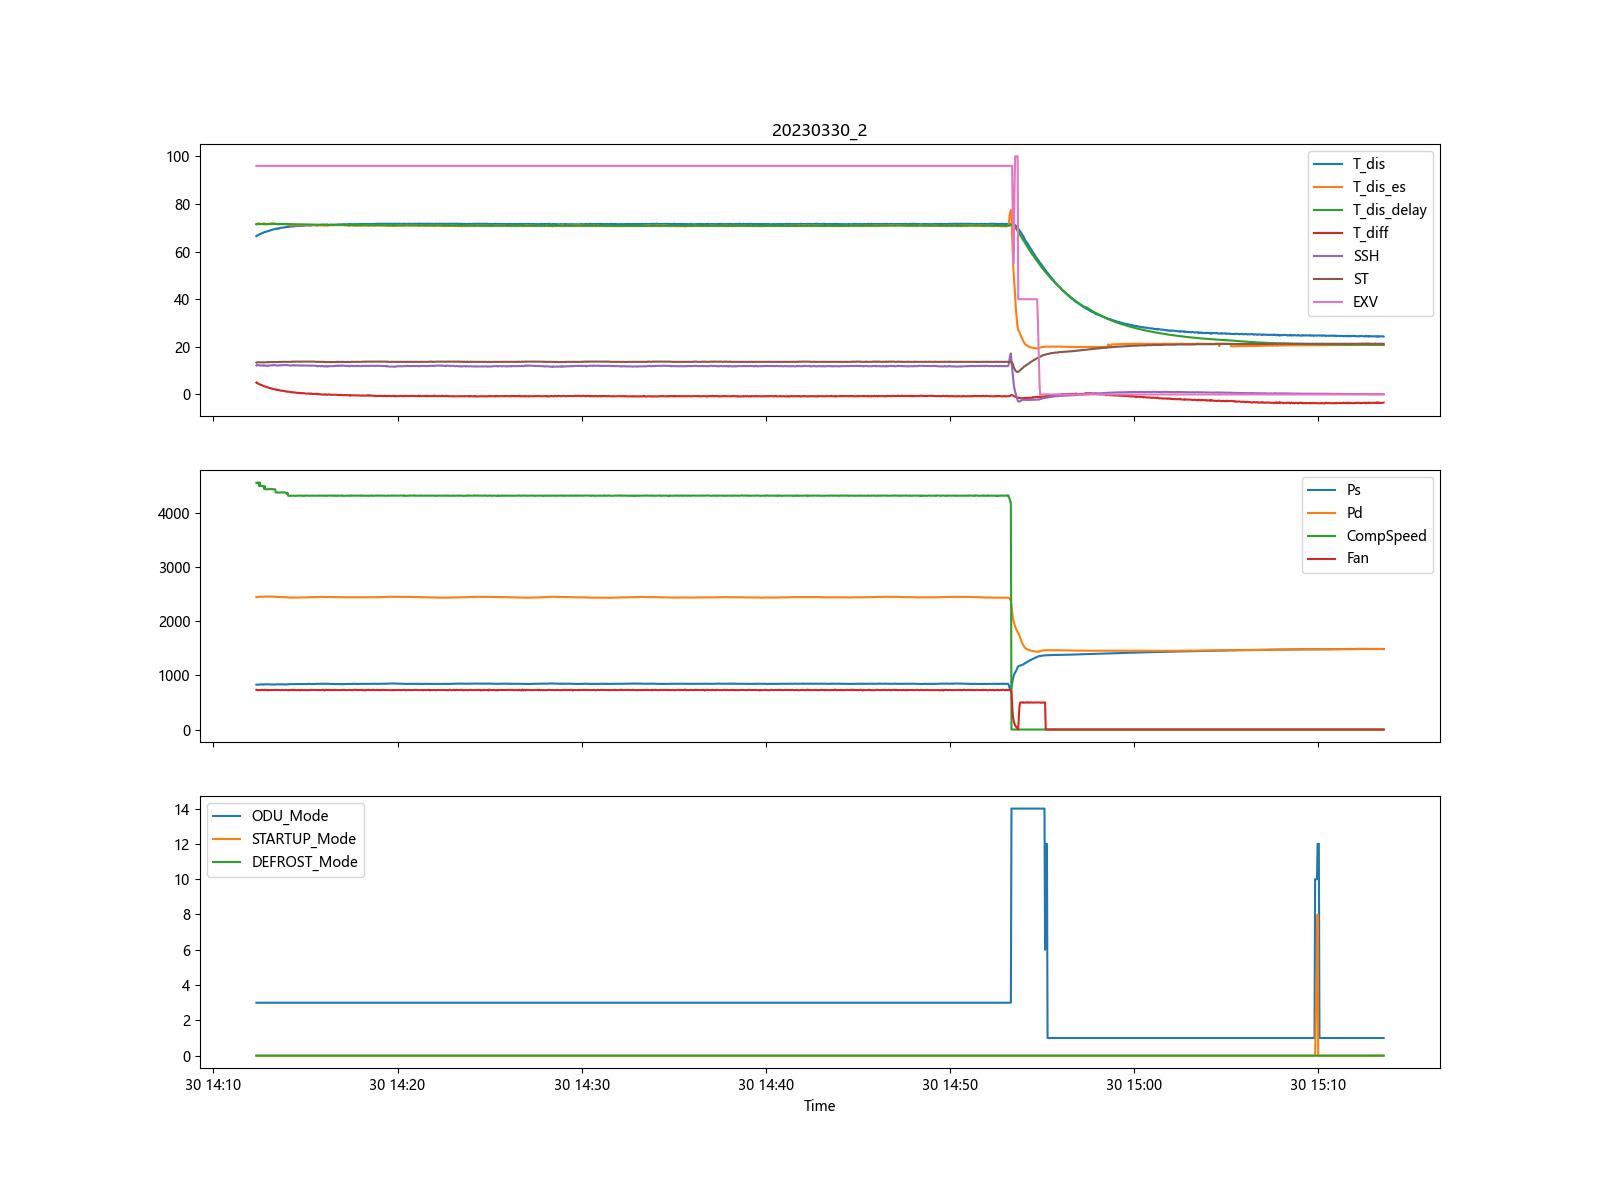 20230330_2
100
80
60
40
20
0
T_dis
T_dis_es
T_dis_delay
T_diff
SSH
ST
EXV
4000
3000
2000
1000
0
Ps
Pd
CompSpeed
Fan
14
12
10
8
6
4
2
0
ODU_Mode
STARTUP_Mode
DEFROST_Mode
30 14:10 30 14:20 30 14:30 30 14:40 30 14:50 30 15:00 30 15:10
Time